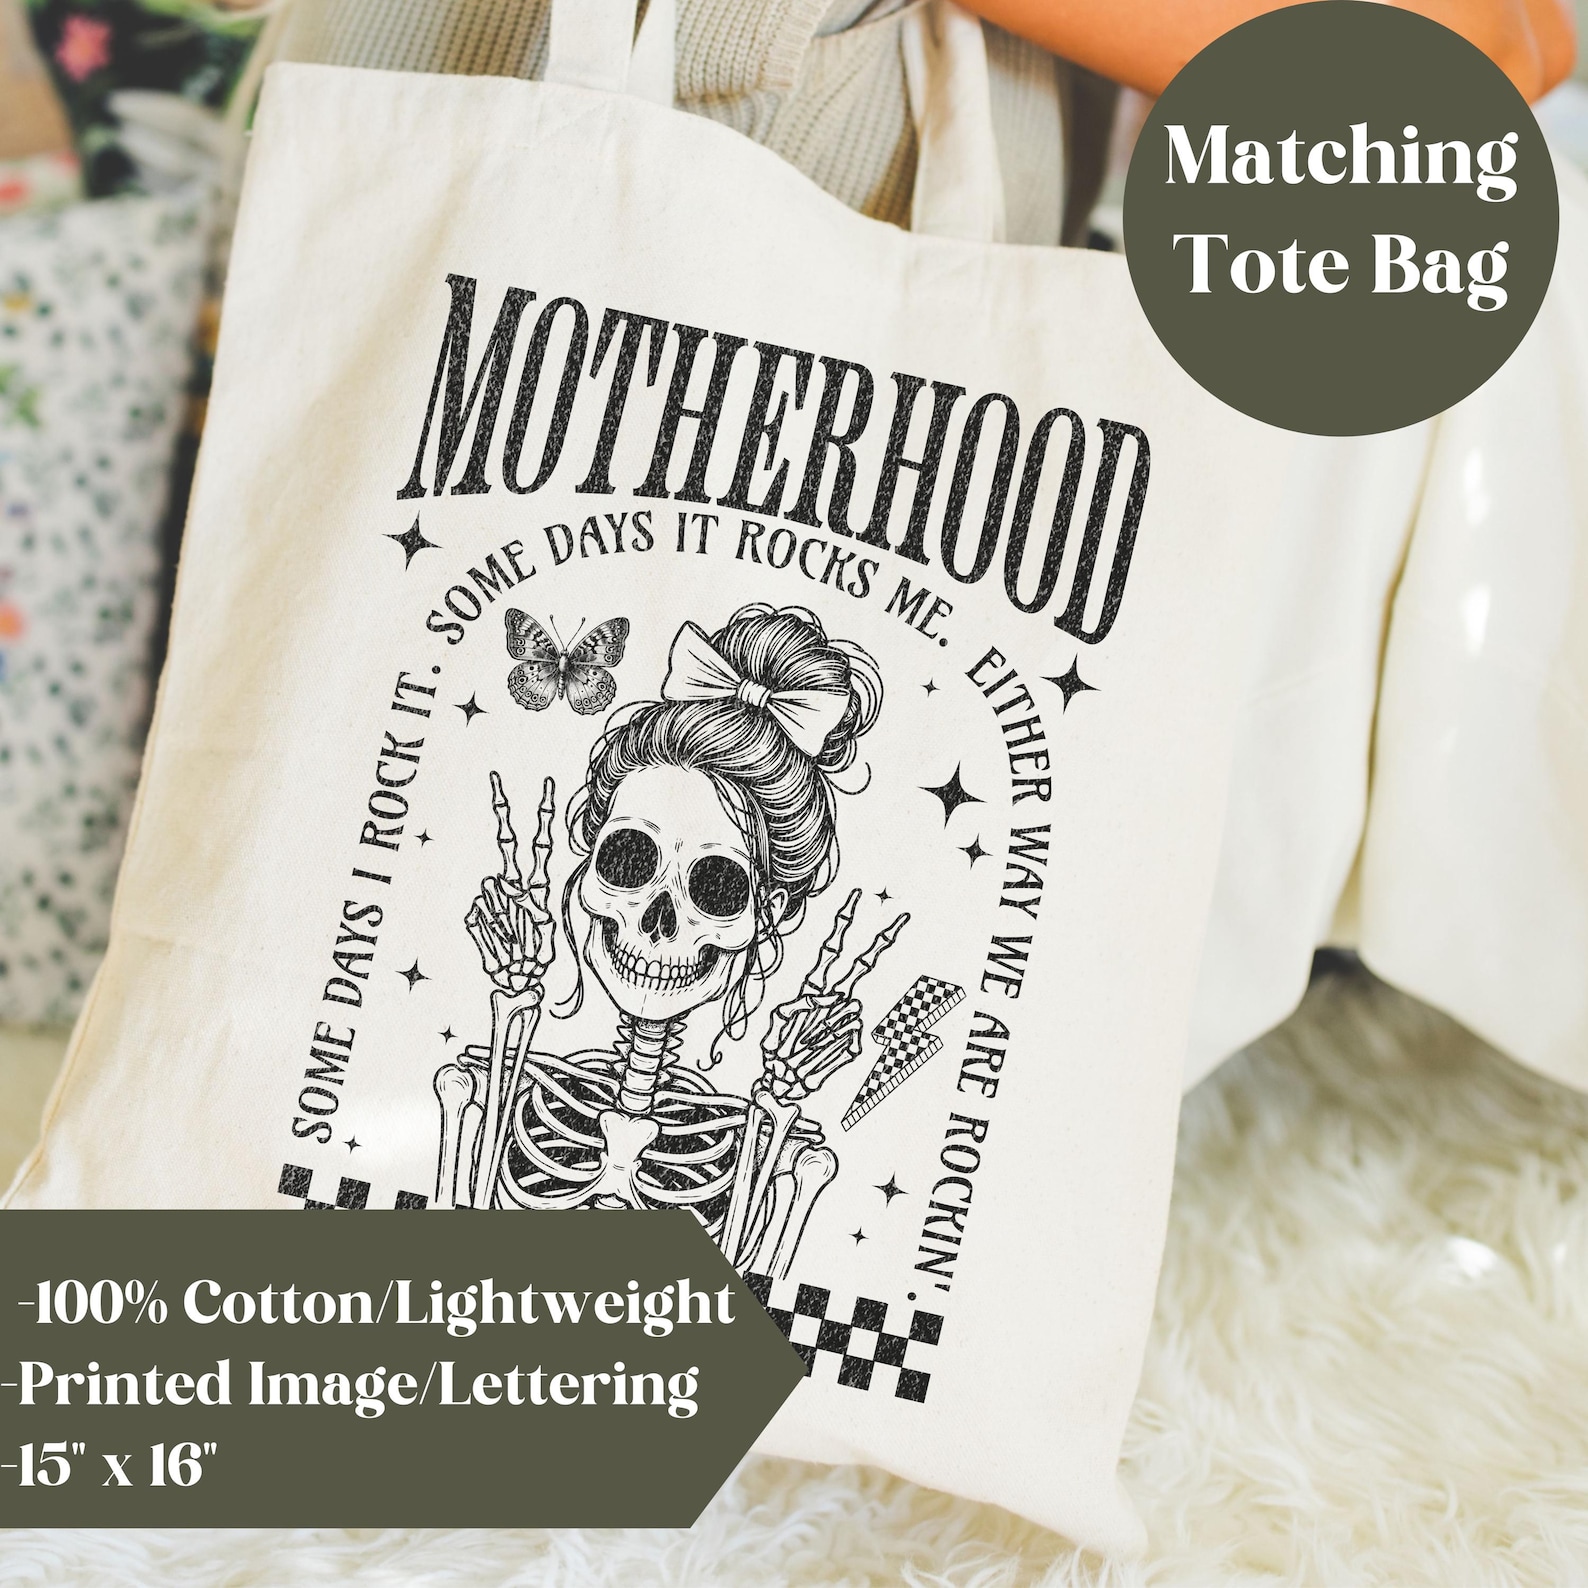 Matching
Tote Bag
MOTHERHOOD
SOME DAYS I ROCK IT. SOME DAYS IT ROCKS ME. EITHER WAY WE ARE ROCKIN'.
-100% Cotton/Lightweight
-Printed Image/Lettering
-15" x 16"